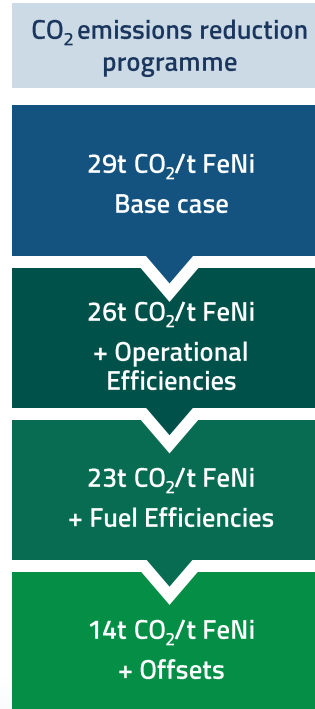 CO₂ emissions reduction
programme
29t CO₂/t FeNi
Base case
26t CO₂/t FeNi
+ Operational
Efficiencies
23t CO₂/t FeNi
+ Fuel Efficiencies
14t CO₂/t FeNi
+ Offsets